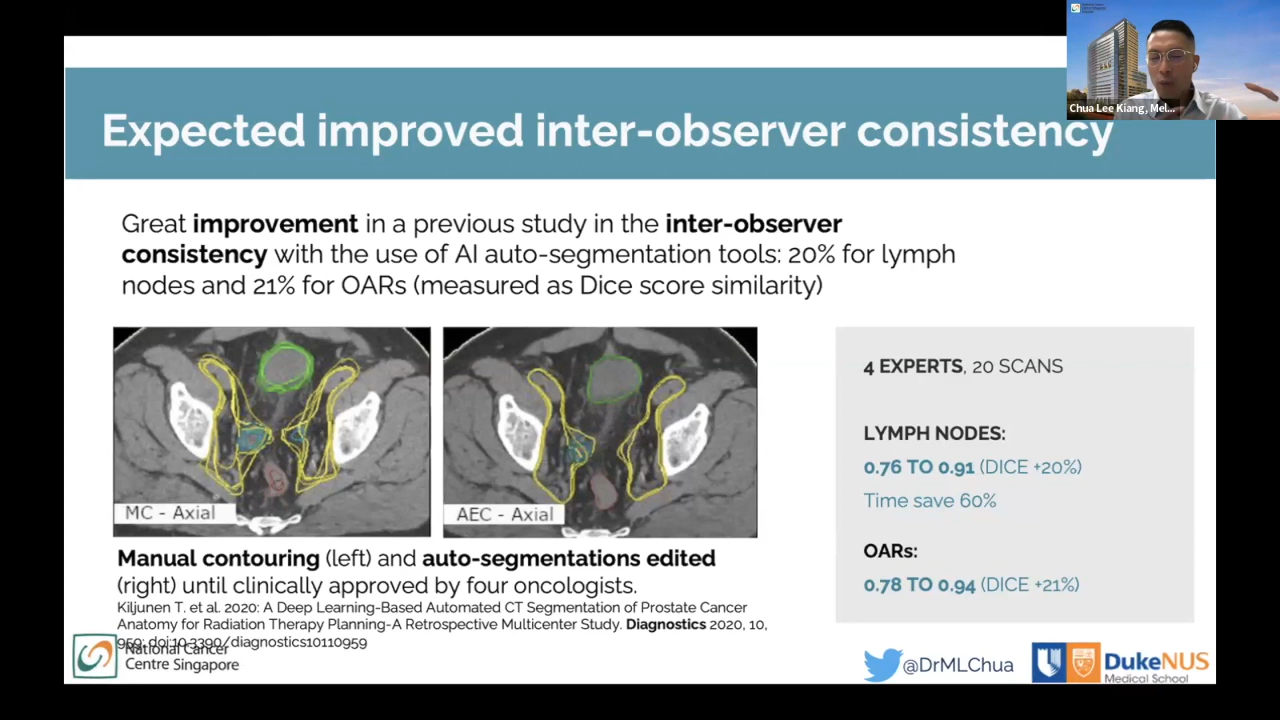 Chua Lee Kiang, Mel...
Expected improved inter-observer consistency
Great improvement in a previous study in the inter-observer
consistency with the use of AI auto-segmentation tools: 20% for lymph
nodes and 21% for OARs (measured as Dice score similarity)
MC - Axial
AEC - Axial
Manual contouring (left) and auto-segmentations edited
(right) until clinically approved by four oncologists.
Kiljunen T. et al. 2020: A Deep Learning-Based Automated CT Segmentation of Prostate Cancer
Anatomy for Radiation Therapy Planning-A Retrospective Multicenter Study. Diagnostics 2020, 10,
959; doi:10.3390/diagnostics10110959
4 EXPERTS, 20 SCANS
LYMPH NODES:
0.76 TO 0.91 (DICE +20%)
Time save 60%
OARs:
0.78 TO 0.94 (DICE +21%)
National Cancer
Centre Singapore
@DrMLChua
DukeNUS
Medical School